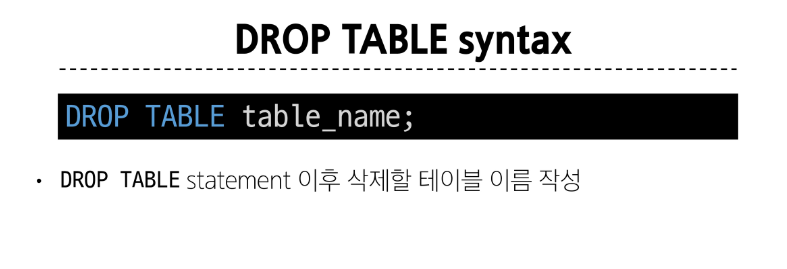 DROP TABLE syntax
DROP TABLE table_name;
• DROP TABLE statement 이후 삭제할 테이블 이름 작성